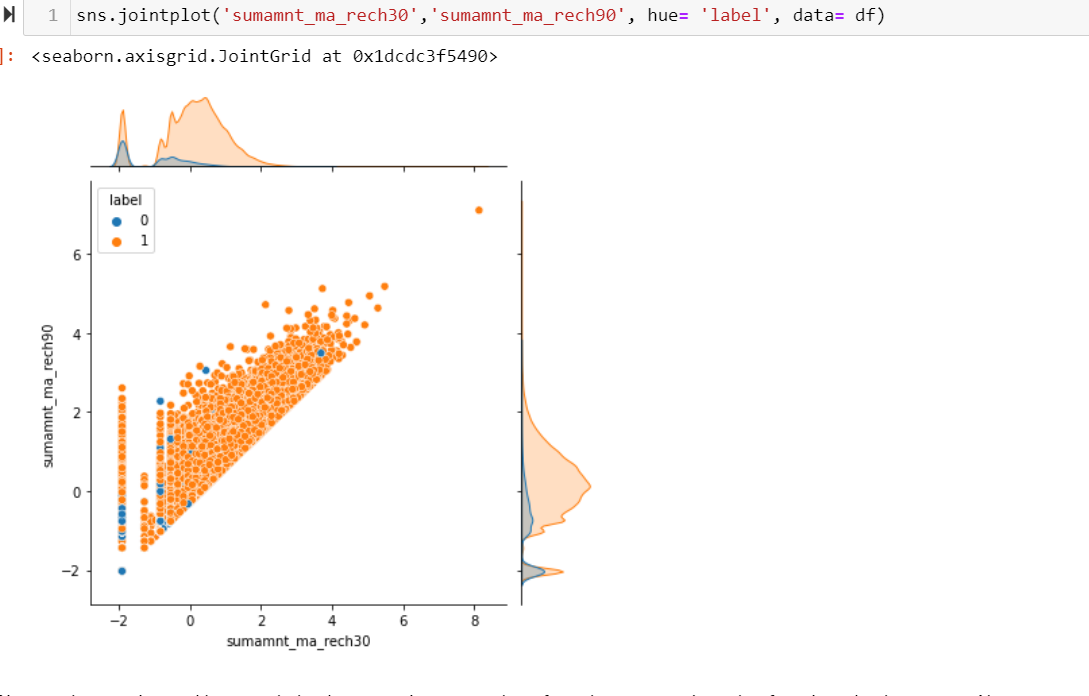 1 sns.jointplot('sumamnt_ma_rech30','sumamnt_ma_rech90', hue= 'label', data= df)
]: <seaborn.axisgrid.JointGrid at 0x1dcdc3f5490>
label
0
1
6
4
2
0
−2
sumamnt_ma_rech90
−2 0 2 4 6 8
sumamnt_ma_rech30